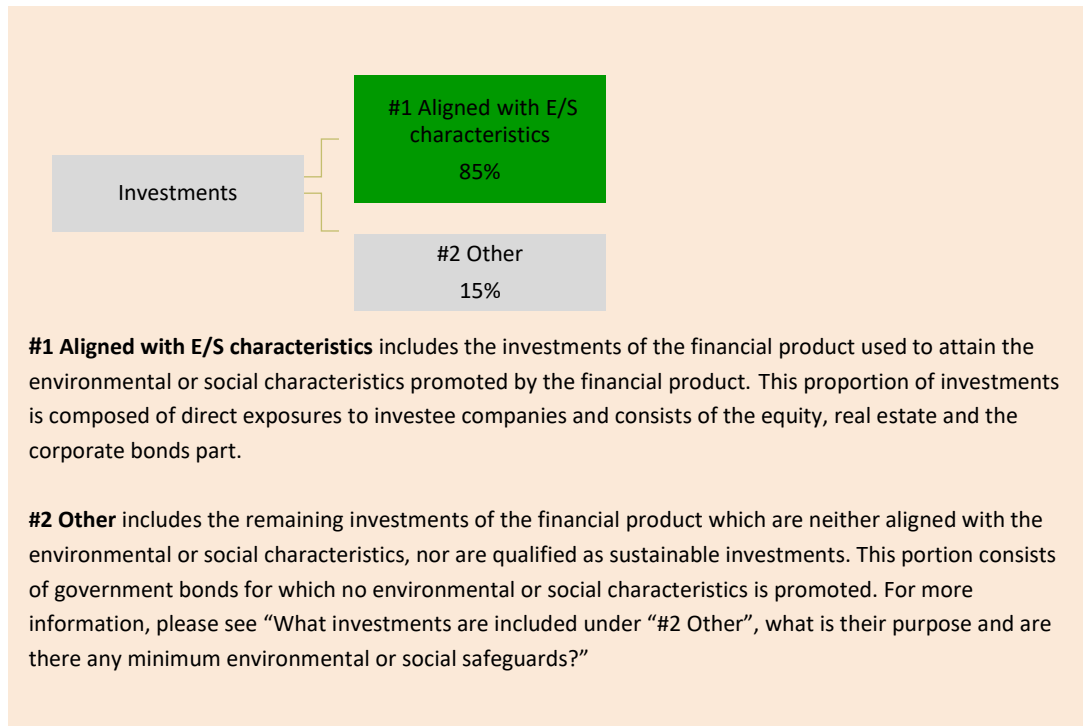 #1 Aligned with E/S
characteristics
85%
Investments
#2 Other
15%
#1 Aligned with E/S characteristics includes the investments of the financial product used to attain the
environmental or social characteristics promoted by the financial product. This proportion of investments
is composed of direct exposures to investee companies and consists of the equity, real estate and the
corporate bonds part.
#2 Other includes the remaining investments of the financial product which are neither aligned with the
environmental or social characteristics, nor are qualified as sustainable investments. This portion consists
of government bonds for which no environmental or social characteristics is promoted. For more
information, please see “What investments are included under “#2 Other”, what is their purpose and are
there any minimum environmental or social safeguards?”